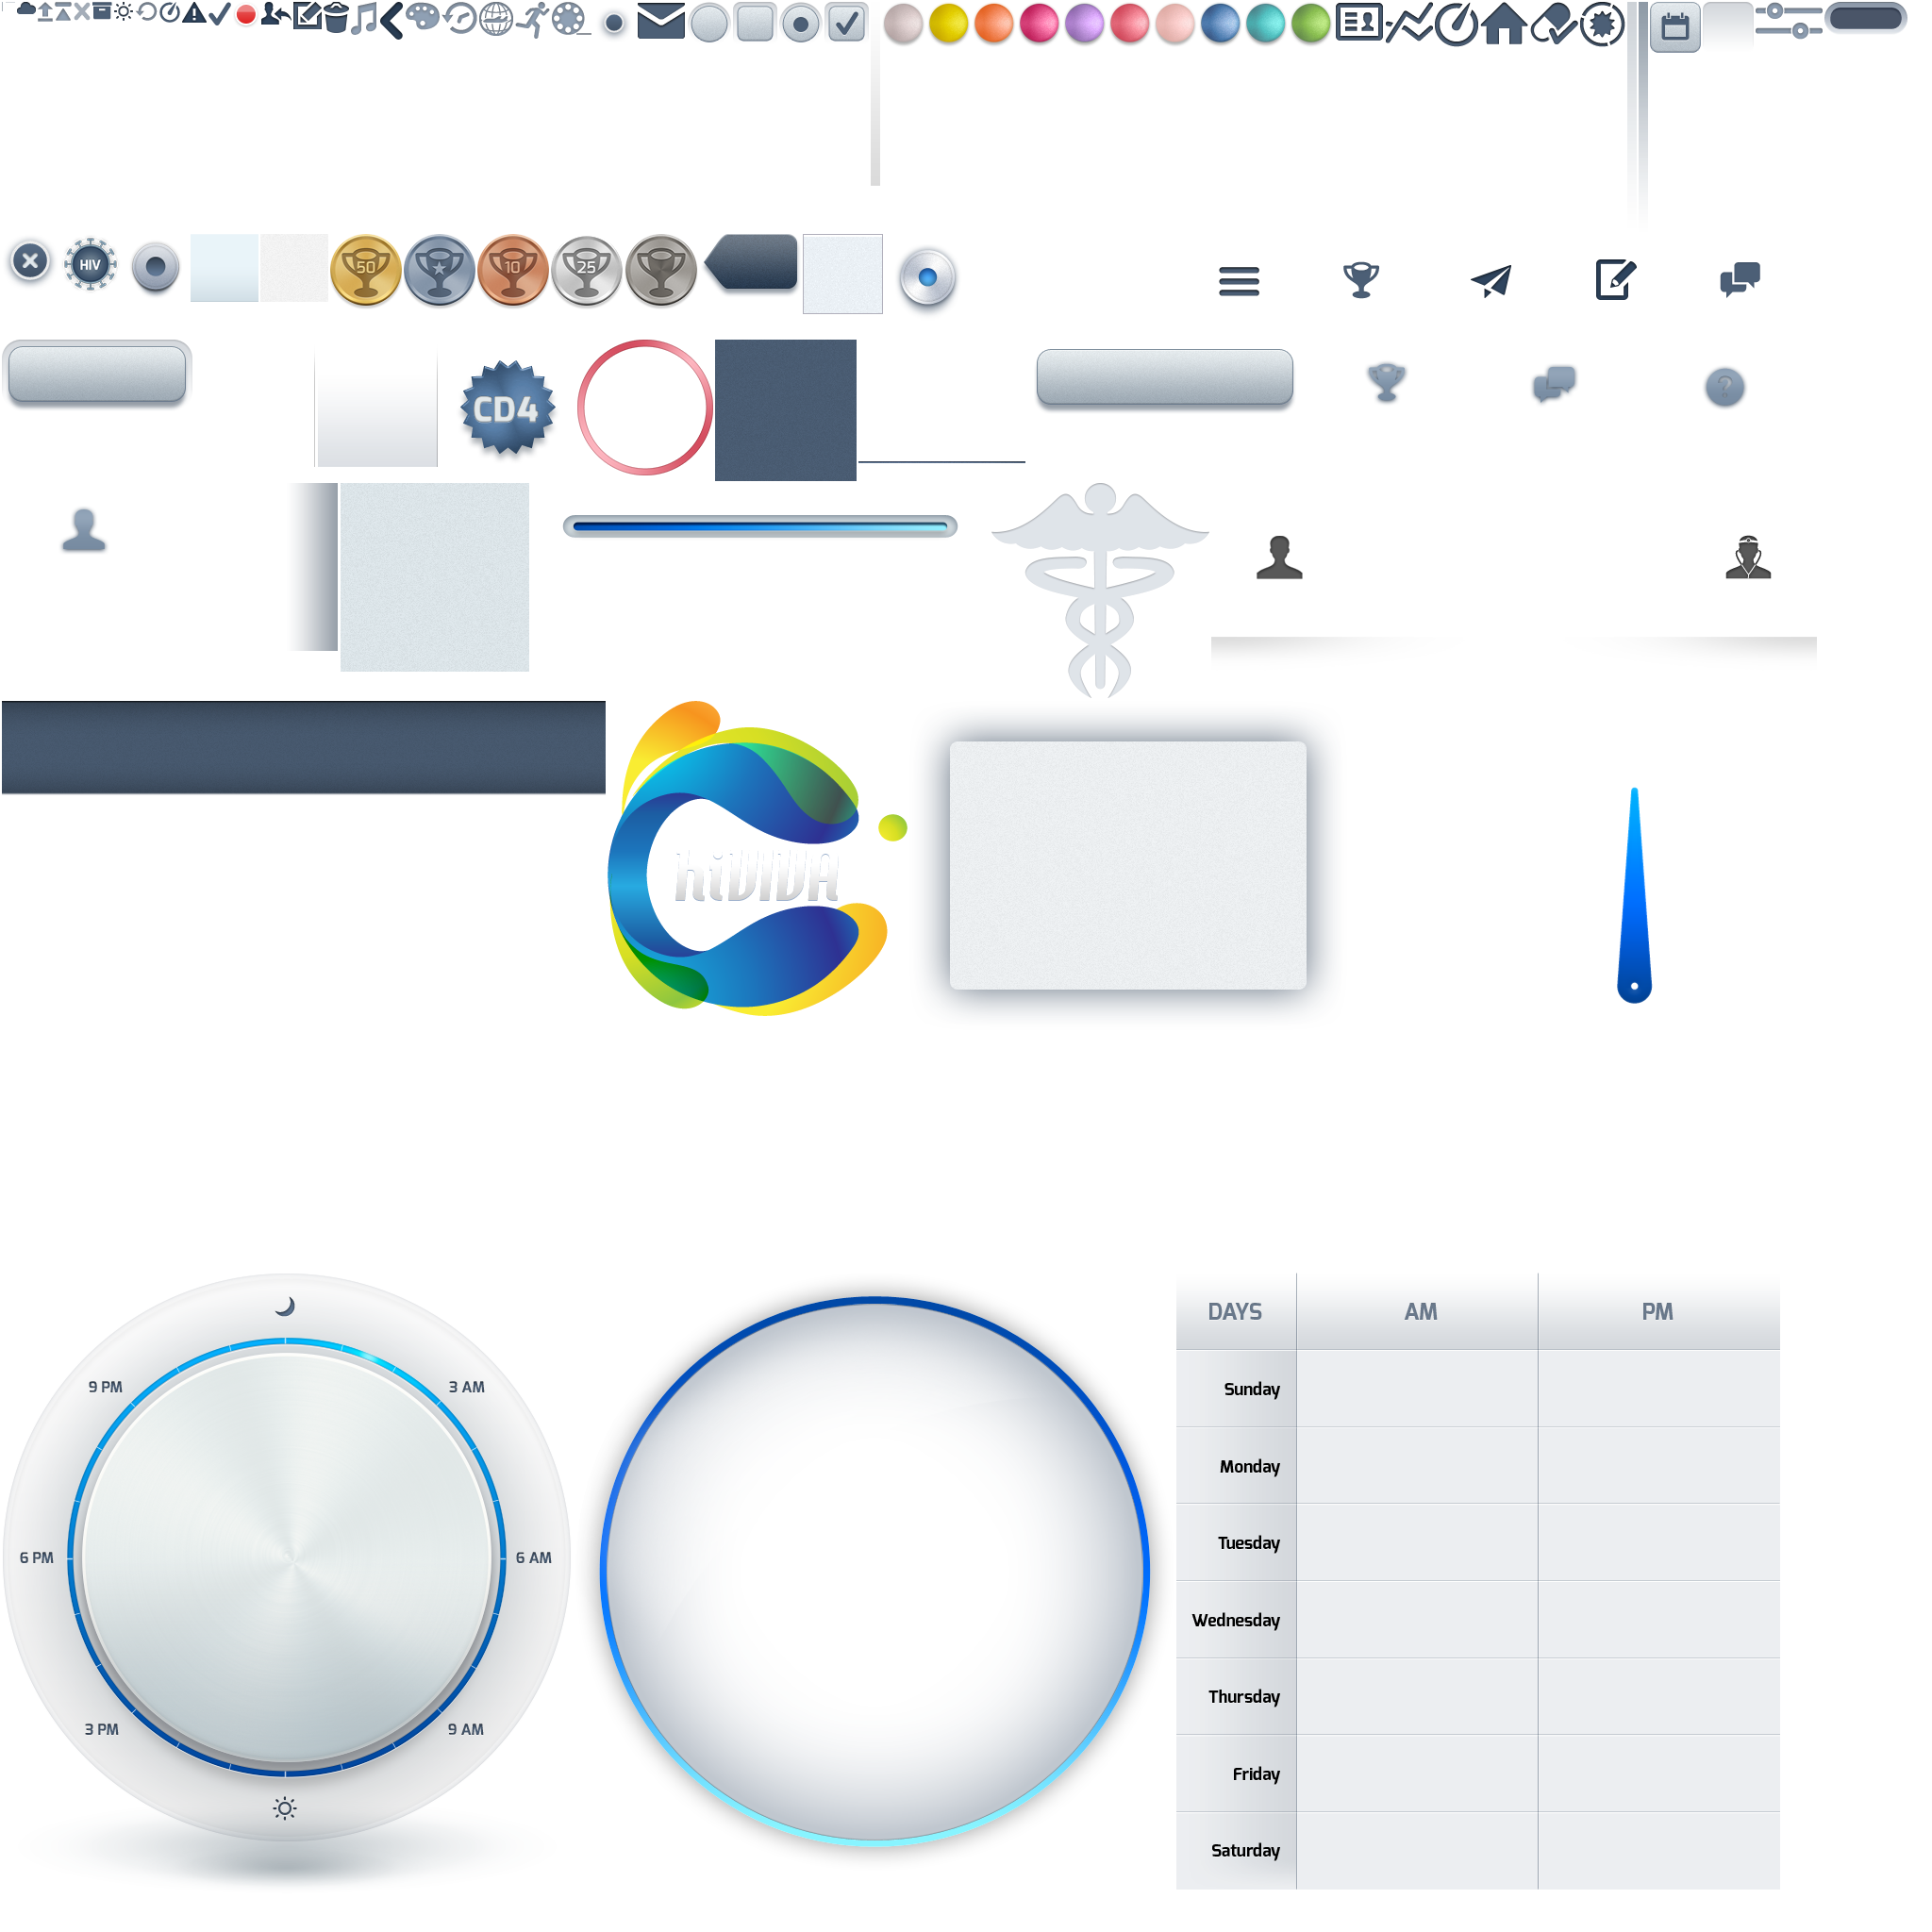 HIV
50
10
25
CD4
?
hiVIVA
DAYS AM PM
9 PM 3 AM
Sunday
Monday
6 PM 6 AM
Tuesday
Wednesday
Thursday
3 PM 9 AM
Friday
Saturday